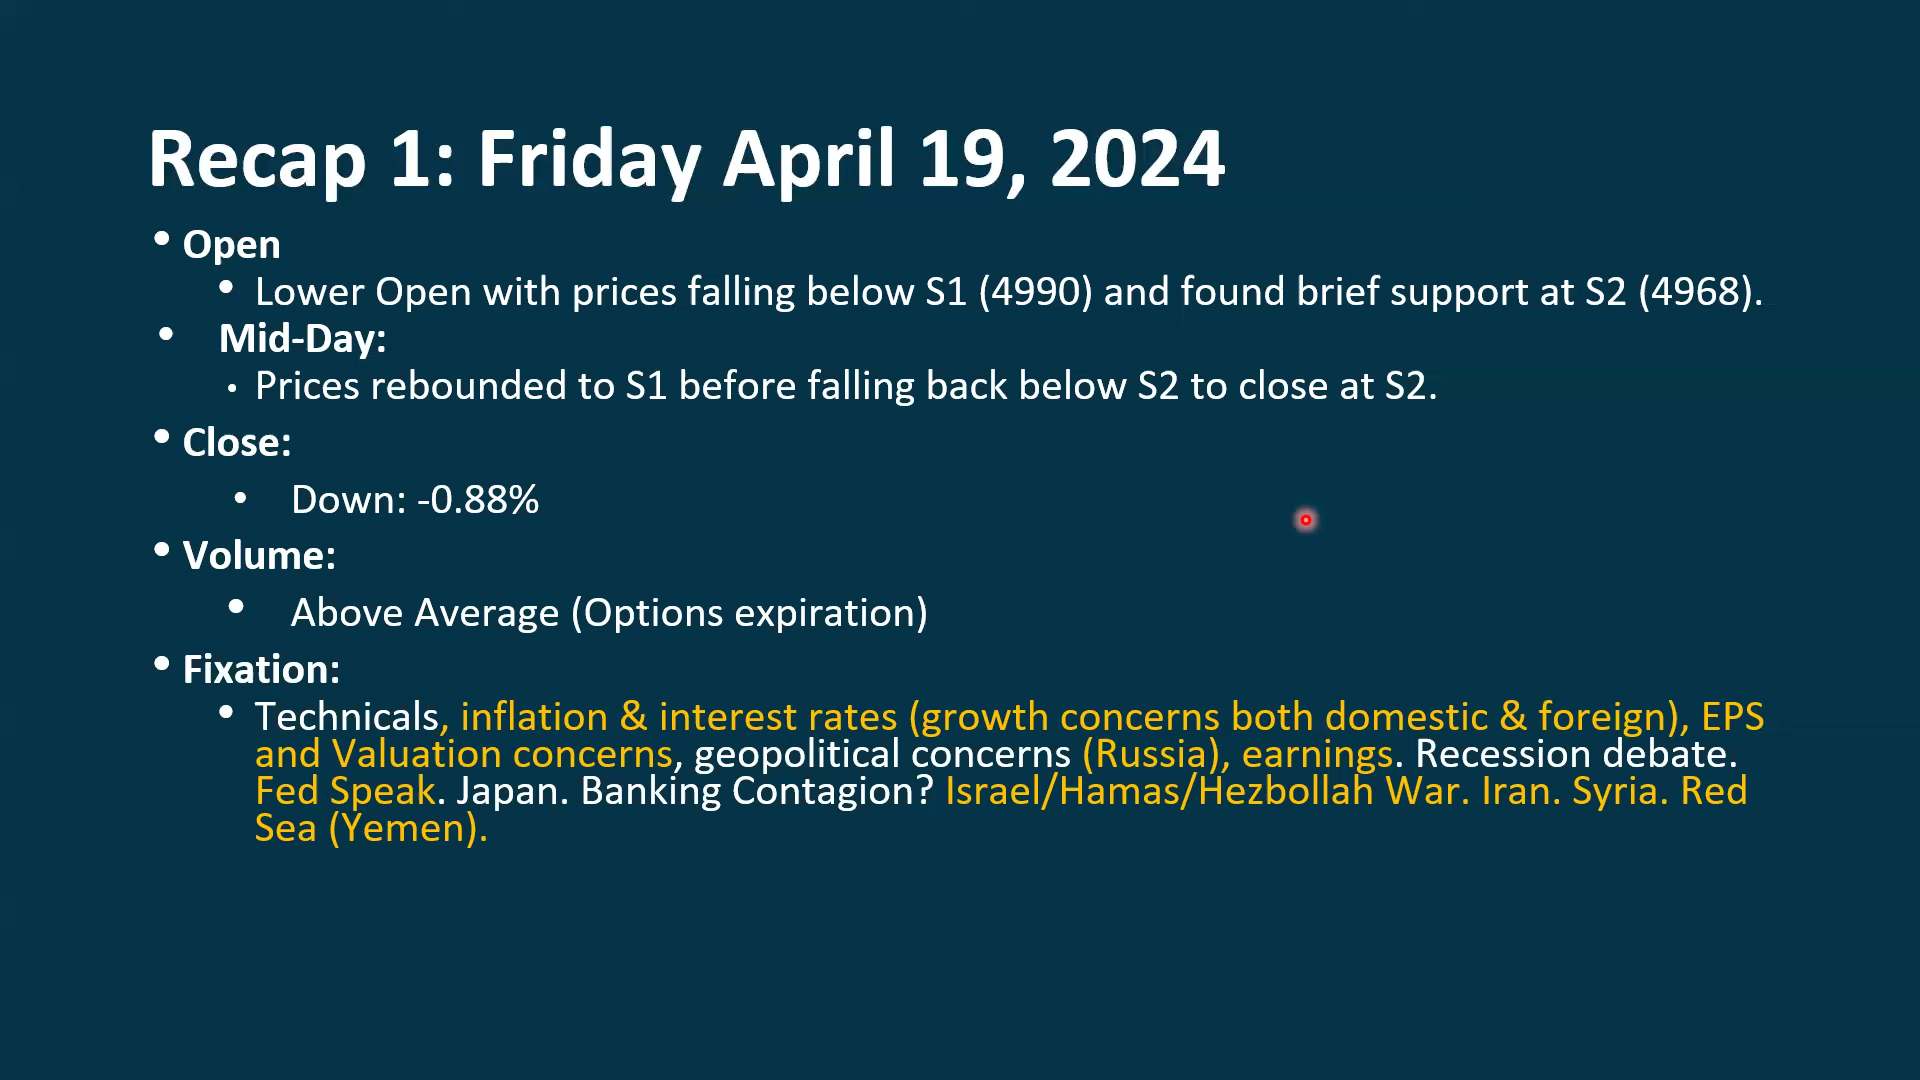 Recap 1: Friday April 19, 2024
• Open
• Lower Open with prices falling below S1 (4990) and found brief support at S2 (4968).
• Mid-Day:
• Prices rebounded to S1 before falling back below S2 to close at S2.
• Close:
• Down: -0.88%
• Volume:
• Above Average (Options expiration)
• Fixation:
• Technicals, inflation & interest rates (growth concerns both domestic & foreign), EPS
and Valuation concerns, geopolitical concerns (Russia), earnings. Recession debate.
Fed Speak. Japan. Banking Contagion? Israel/Hamas/Hezbollah War. Iran. Syria. Red
Sea (Yemen).